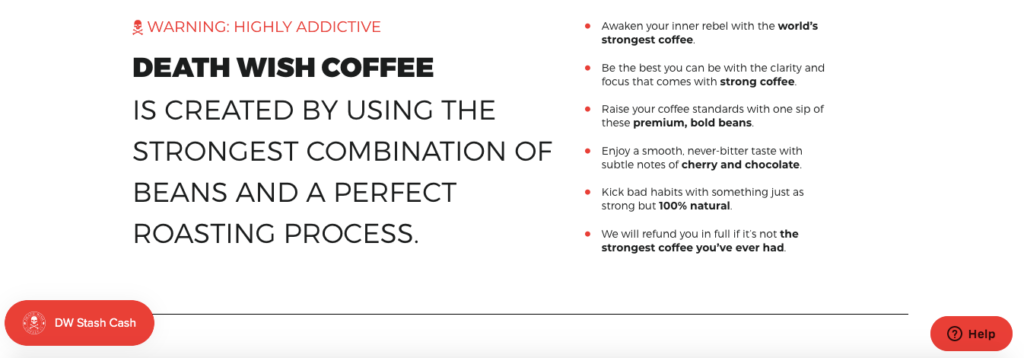 WARNING: HIGHLY ADDICTIVE
DEATH WISH COFFEE
IS CREATED BY USING THE
STRONGEST COMBINATION OF
BEANS AND A PERFECT
ROASTING PROCESS.
Awaken your inner rebel with the world's
strongest coffee.
Be the best you can be with the clarity and
focus that comes with strong coffee.
Raise your coffee standards with one sip of
these premium, bold beans.
Enjoy a smooth, never-bitter taste with
subtle notes of cherry and chocolate.
Kick bad habits with something just as
strong but 100% natural.
We will refund you in full if it's not the
strongest coffee you've ever had.
DW Stash Cash
Help